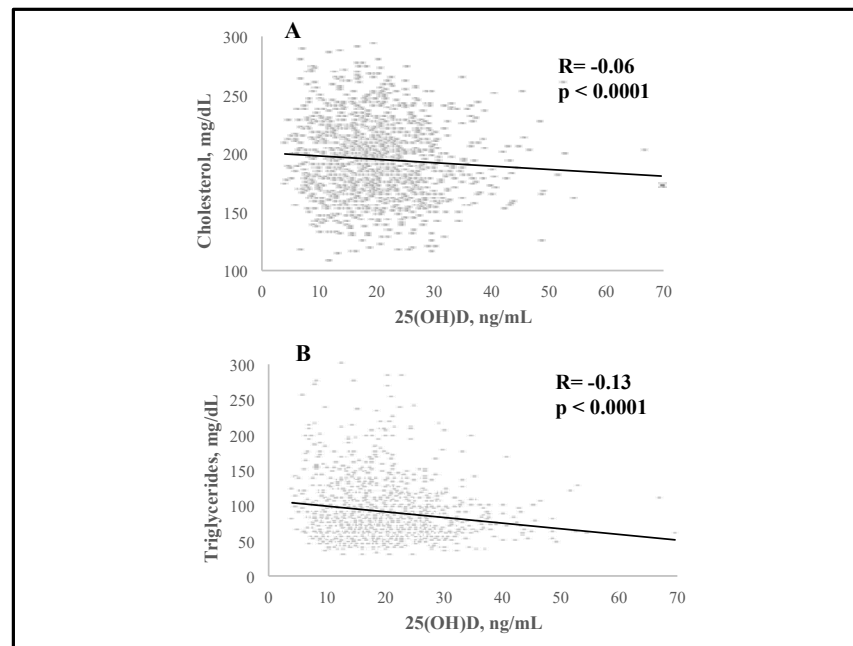 A
R= -0.06
p < 0.0001
Cholesterol, mg/dL
300
250
200
150
100
0 10 20 30 40 50 60 70
25(OH)D, ng/mL
B
R= -0.13
p < 0.0001
Triglycerides, mg/dL
300
250
200
150
100
50
0
0 10 20 30 40 50 60 70
25(OH)D, ng/mL